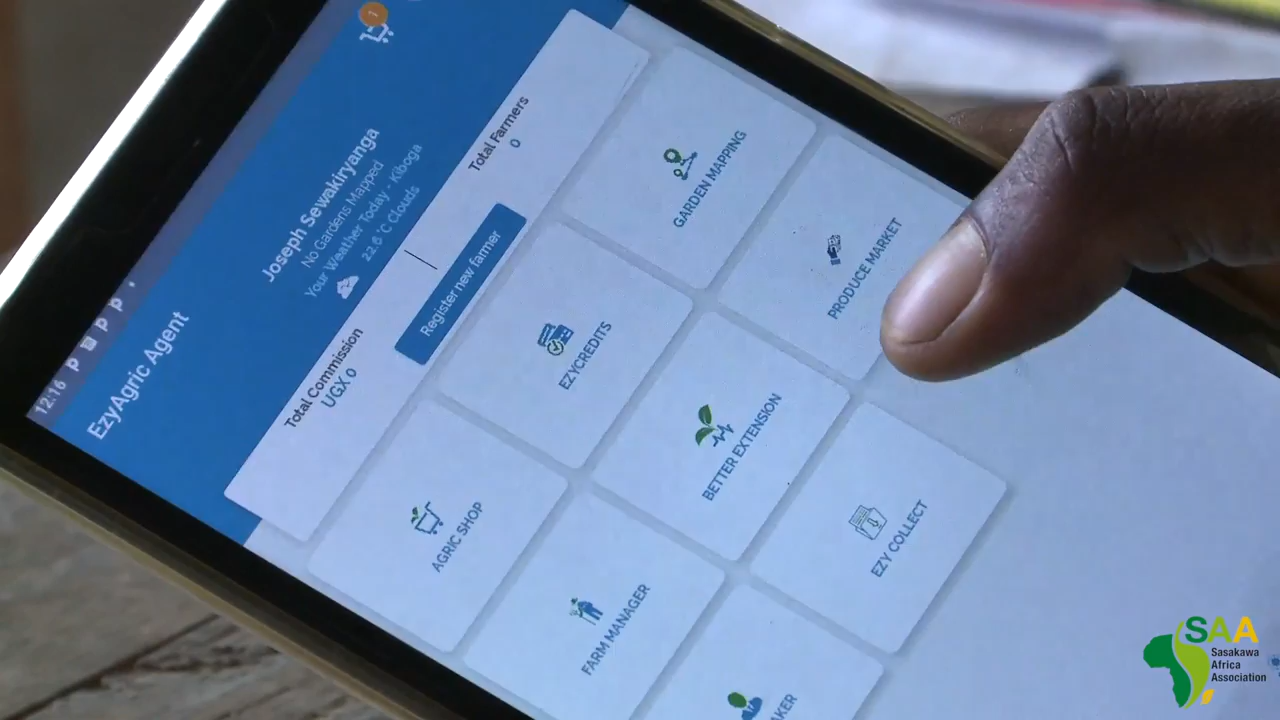 12:16
EzyAgric Agent
1
Joseph Sewakiryanga
No Gardens Mapped
Your Weather Today - Kiboga
22.6°C clouds
Total Commission
UGX 0
Total Farmers
0
Register new farmer
AGRIC SHOP
EZYCREDITS
GARDEN MAPPING
FARM MANAGER
BETTER EXTENSION
PRODUCE MARKET
EZY COLLECT
SAA
Sasakawa
Africa
Association